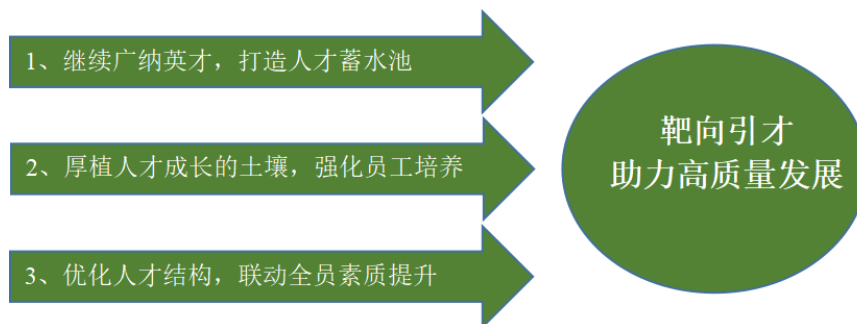 1、继续广纳英才，打造人才蓄水池
2、厚植人才成长的土壤，强化员工培养
3、优化人才结构，联动全员素质提升
靶向引才
助力高质量发展